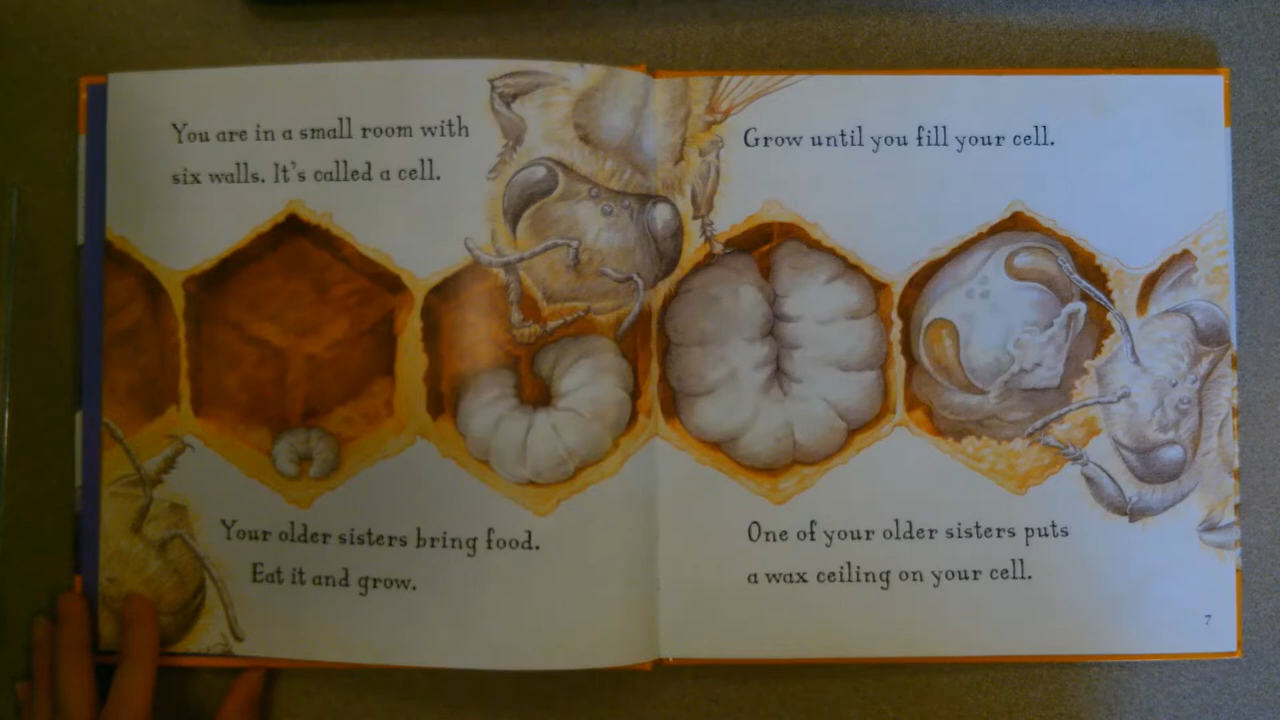 You are in a small room with
six walls. It's called a cell.
Your older sisters bring food.
Eat it and grow.
Grow until you fill your cell.
One of your older sisters puts
a wax ceiling on your cell.
7